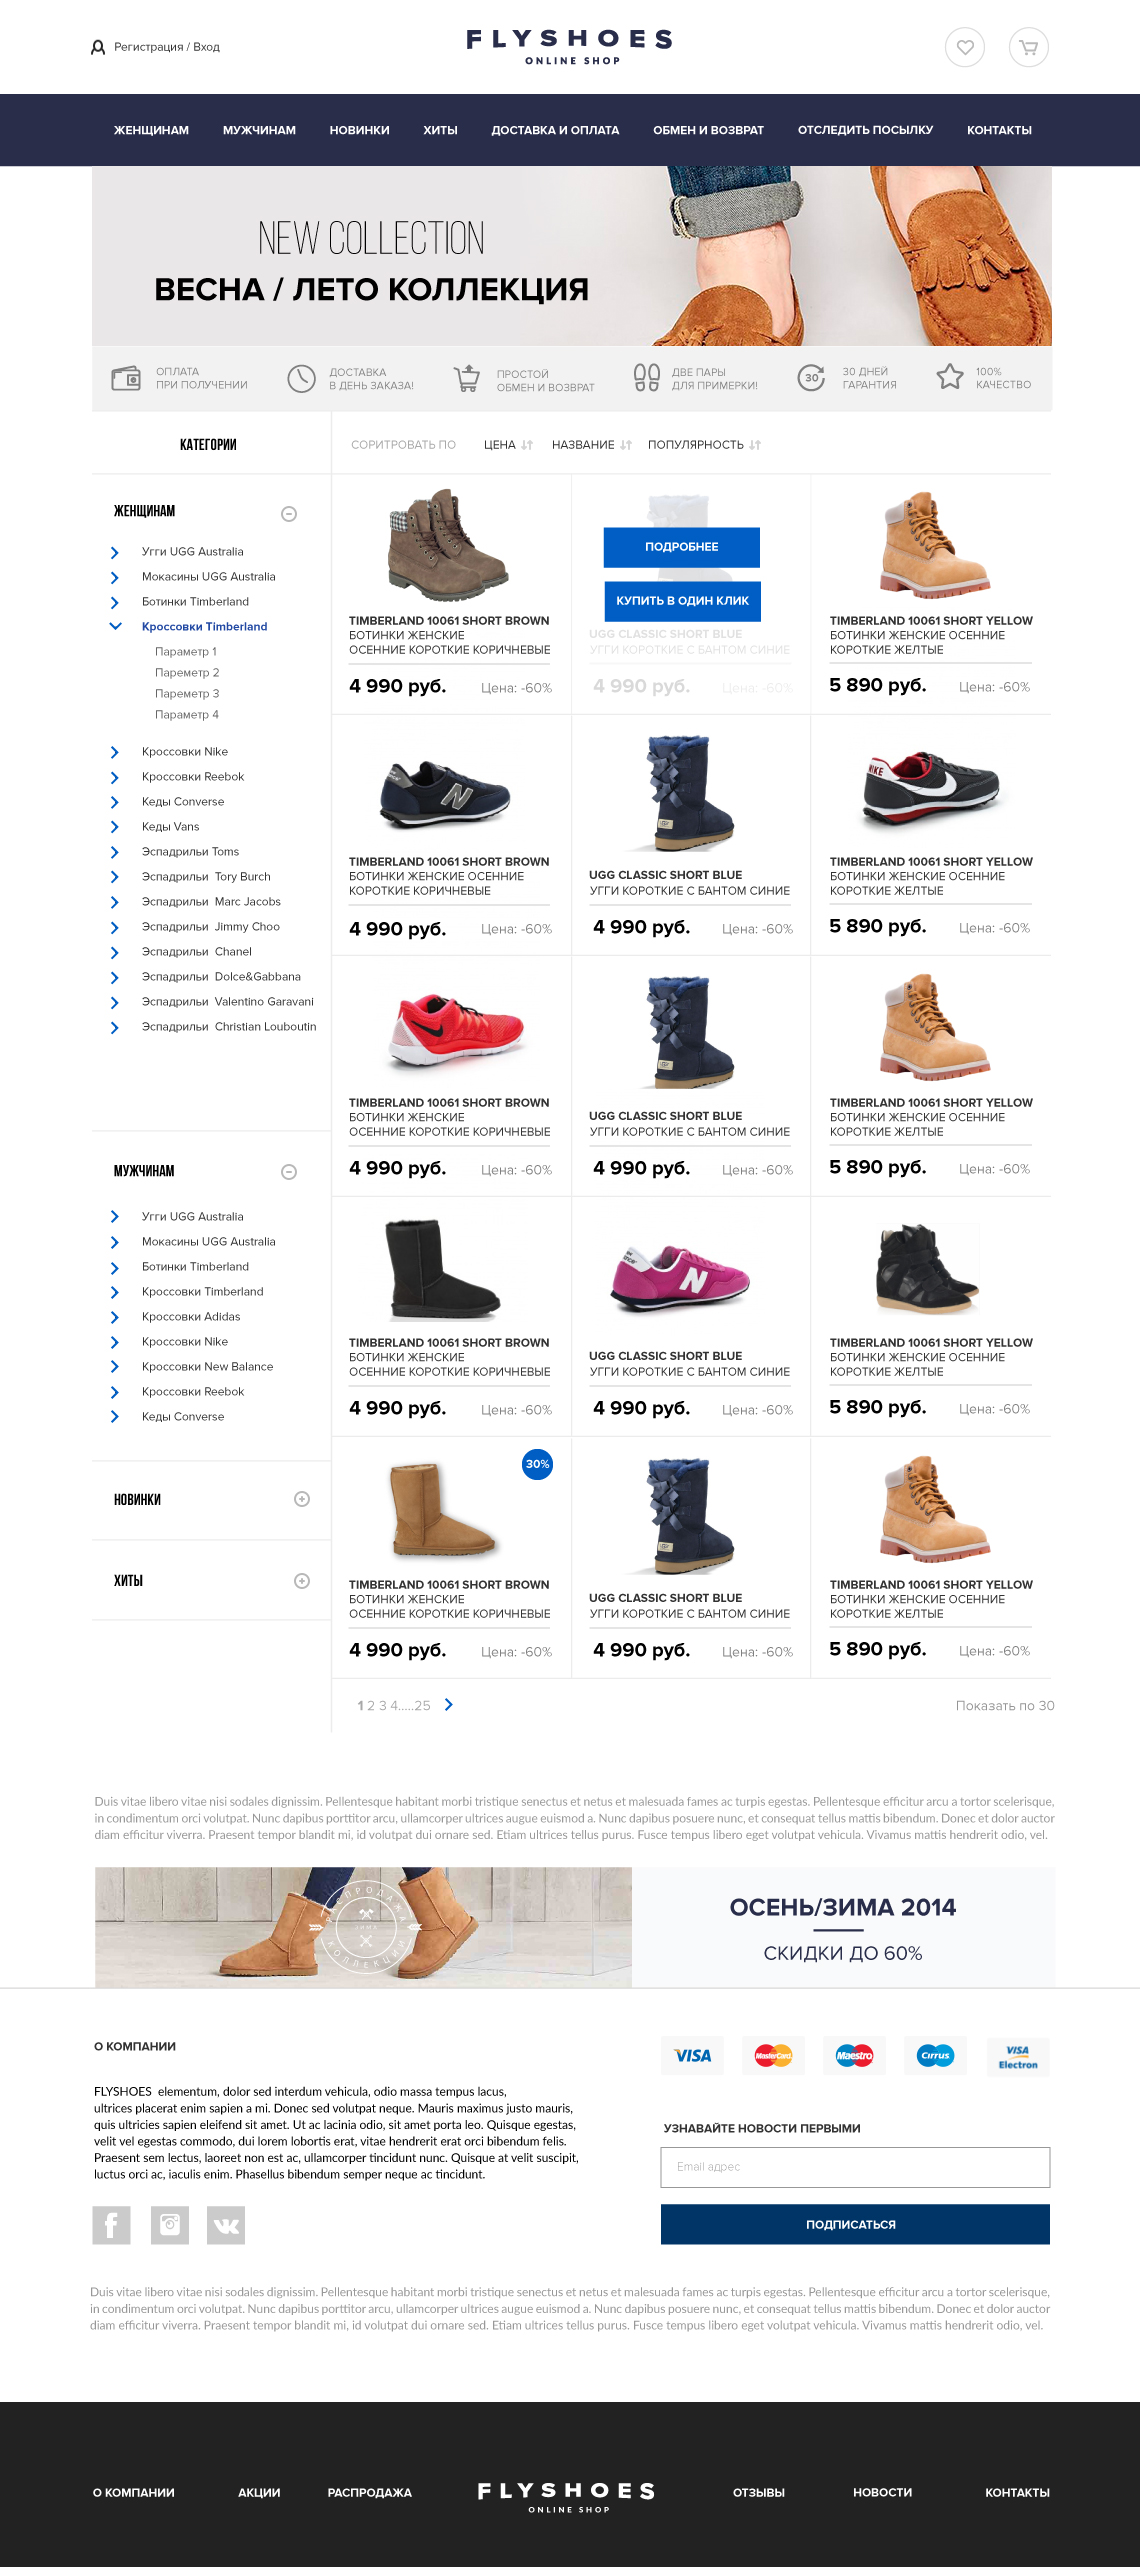 Регистрация / Вход
FLYSHOES
ONLINE SHOP
ЖЕНЩИНАМ МУЖЧИНАМ НОВИНКИ ХИТЫ ДОСТАВКА И ОПЛАТА ОБМЕН И ВОЗВРАТ ОТСЛЕДИТЬ ПОСЫЛКУ КОНТАКТЫ
NEW COLLECTION
ВЕСНА / ЛЕТО КОЛЛЕКЦИЯ
ОПЛАТА
ПРИ ПОЛУЧЕНИИ
ДОСТАВКА
В ДЕНЬ ЗАКАЗА!
ПРОСТОЙ
ОБМЕН И ВОЗВРАТ
ДВЕ ПАРЫ
ДЛЯ ПРИМЕРКИ!
30
30 ДНЕЙ
ГАРАНТИЯ
100%
КАЧЕСТВО
КАТЕГОРИИ
ЖЕНЩИНАМ
Угги UGG Australia
Мокасины UGG Australia
Ботинки Timberland
Кроссовки Timberland
Параметр 1
Пареметр 2
Пареметр 3
Параметр 4
Кроссовки Nike
Кроссовки Reebok
Кеды Converse
Кеды Vans
Эспадрильи Toms
Эспадрильи  Tory Burch
Эспадрильи  Marc Jacobs
Эспадрильи  Jimmy Choo
Эспадрильи  Chanel
Эспадрильи  Dolce&Gabbana
Эспадрильи  Valentino Garavani
Эспадрильи  Christian Louboutin
МУЖЧИНАМ
Угги UGG Australia
Мокасины UGG Australia
Ботинки Timberland
Кроссовки Timberland
Кроссовки Adidas
Кроссовки Nike
Кроссовки New Balance
Кроссовки Reebok
Кеды Converse
НОВИНКИ
ХИТЫ
СОРИТРОВАТЬ ПО ЦЕНА НАЗВАНИЕ ПОПУЛЯРНОСТЬ
TIMBERLAND 10061 SHORT BROWN
БОТИНКИ ЖЕНСКИЕ
ОСЕННИЕ КОРОТКИЕ КОРИЧНЕВЫЕ
4 990 руб. Цена: -60%
ПОДРОБНЕЕ
КУПИТЬ В ОДИН КЛИК
UGG CLASSIC SHORT BLUE
УГГИ КОРОТКИЕ С БАНТОМ СИНИЕ
4 990 руб. Цена: -60%
TIMBERLAND 10061 SHORT YELLOW
БОТИНКИ ЖЕНСКИЕ ОСЕННИЕ
КОРОТКИЕ ЖЕЛТЫЕ
5 890 руб. Цена: -60%
N
TIMBERLAND 10061 SHORT BROWN
БОТИНКИ ЖЕНСКИЕ ОСЕННИЕ
КОРОТКИЕ КОРИЧНЕВЫЕ
4 990 руб. Цена: -60%
UGG CLASSIC SHORT BLUE
УГГИ КОРОТКИЕ С БАНТОМ СИНИЕ
4 990 руб. Цена: -60%
NIKE
TIMBERLAND 10061 SHORT YELLOW
БОТИНКИ ЖЕНСКИЕ ОСЕННИЕ
КОРОТКИЕ ЖЕЛТЫЕ
5 890 руб. Цена: -60%
TIMBERLAND 10061 SHORT BROWN
БОТИНКИ ЖЕНСКИЕ
ОСЕННИЕ КОРОТКИЕ КОРИЧНЕВЫЕ
4 990 руб. Цена: -60%
UGG CLASSIC SHORT BLUE
УГГИ КОРОТКИЕ С БАНТОМ СИНИЕ
4 990 руб. Цена: -60%
TIMBERLAND 10061 SHORT YELLOW
БОТИНКИ ЖЕНСКИЕ ОСЕННИЕ
КОРОТКИЕ ЖЕЛТЫЕ
5 890 руб. Цена: -60%
TIMBERLAND 10061 SHORT BROWN
БОТИНКИ ЖЕНСКИЕ
ОСЕННИЕ КОРОТКИЕ КОРИЧНЕВЫЕ
4 990 руб. Цена: -60%
N
UGG CLASSIC SHORT BLUE
УГГИ КОРОТКИЕ С БАНТОМ СИНИЕ
4 990 руб. Цена: -60%
TIMBERLAND 10061 SHORT YELLOW
БОТИНКИ ЖЕНСКИЕ ОСЕННИЕ
КОРОТКИЕ ЖЕЛТЫЕ
5 890 руб. Цена: -60%
30%
TIMBERLAND 10061 SHORT BROWN
БОТИНКИ ЖЕНСКИЕ
ОСЕННИЕ КОРОТКИЕ КОРИЧНЕВЫЕ
4 990 руб. Цена: -60%
UGG CLASSIC SHORT BLUE
УГГИ КОРОТКИЕ С БАНТОМ СИНИЕ
4 990 руб. Цена: -60%
TIMBERLAND 10061 SHORT YELLOW
БОТИНКИ ЖЕНСКИЕ ОСЕННИЕ
КОРОТКИЕ ЖЕЛТЫЕ
5 890 руб. Цена: -60%
1 2 3 4.....25
Показать по 30
Duis vitae libero vitae nisi sodales dignissim. Pellentesque habitant morbi tristique senectus et netus et malesuada fames ac turpis egestas. Pellentesque efficitur arcu a tortor scelerisque,
in condimentum orci volutpat. Nunc dapibus porttitor arcu, ullamcorper ultrices augue euismod a. Nunc dapibus posuere nunc, et consequat tellus mattis bibendum. Donec et dolor auctor
diam efficitur viverra. Praesent tempor blandit mi, id volutpat dui ornare sed. Etiam ultrices tellus purus. Fusce tempus libero eget volutpat vehicula. Vivamus mattis hendrerit odio, vel.
РАСПРОДАЖА
ЗИМА
КОЛЛЕКЦИИ
ОСЕНЬ/ЗИМА 2014
СКИДКИ ДО 60%
О КОМПАНИИ
FLYSHOES  elementum, dolor sed interdum vehicula, odio massa tempus lacus,
ultrices placerat enim sapien a mi. Donec sed volutpat neque. Mauris maximus justo mauris,
quis ultricies sapien eleifend sit amet. Ut ac lacinia odio, sit amet porta leo. Quisque egestas,
velit vel egestas commodo, dui lorem lobortis erat, vitae hendrerit erat orci bibendum felis.
Praesent sem lectus, laoreet non est ac, ullamcorper tincidunt nunc. Quisque at velit suscipit,
luctus orci ac, iaculis enim. Phasellus bibendum semper neque ac tincidunt.
VISA
MasterCard
Maestro
Cirrus
VISA
Electron
УЗНАВАЙТЕ НОВОСТИ ПЕРВЫМИ
Email адрес
ПОДПИСАТЬСЯ
Duis vitae libero vitae nisi sodales dignissim. Pellentesque habitant morbi tristique senectus et netus et malesuada fames ac turpis egestas. Pellentesque efficitur arcu a tortor scelerisque,
in condimentum orci volutpat. Nunc dapibus porttitor arcu, ullamcorper ultrices augue euismod a. Nunc dapibus posuere nunc, et consequat tellus mattis bibendum. Donec et dolor auctor
diam efficitur viverra. Praesent tempor blandit mi, id volutpat dui ornare sed. Etiam ultrices tellus purus. Fusce tempus libero eget volutpat vehicula. Vivamus mattis hendrerit odio, vel.
О КОМПАНИИ АКЦИИ РАСПРОДАЖА
FLYSHOES
ONLINE SHOP
ОТЗЫВЫ НОВОСТИ КОНТАКТЫ